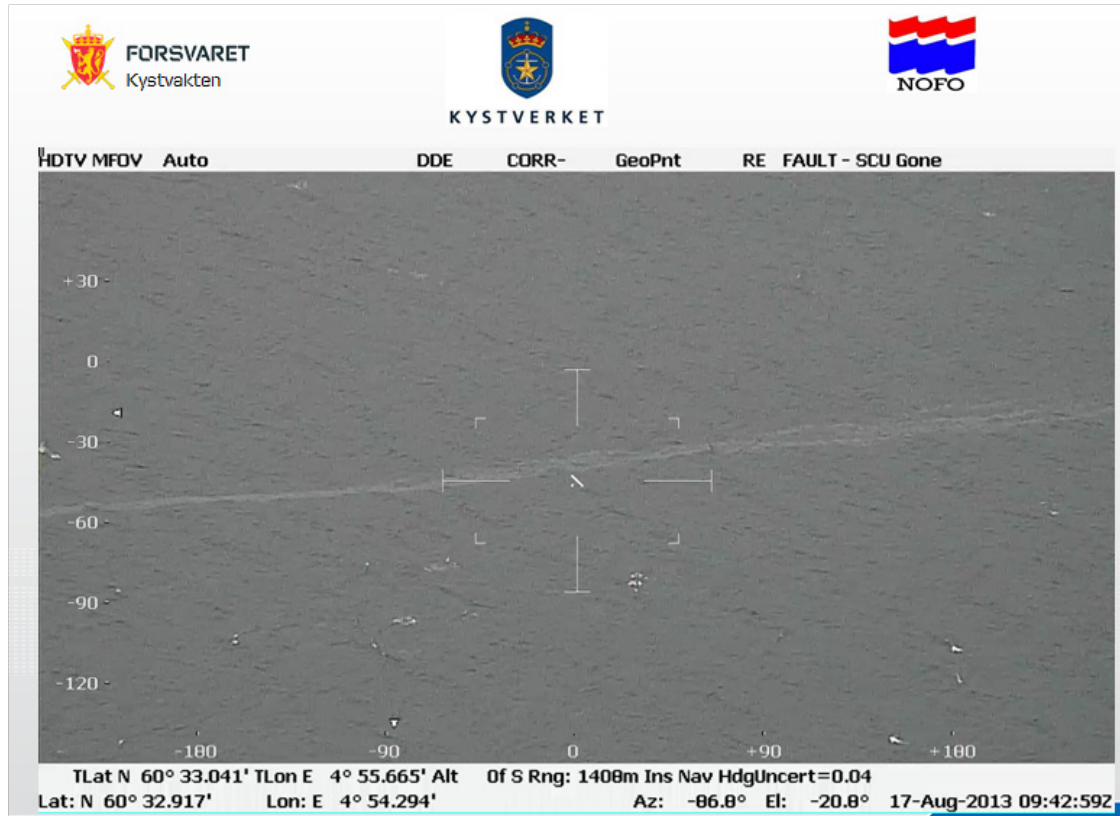 FORSVARET
Kystvakten
KYSTVERKET
NOFO
HDTV MFOV Auto DDE CORR- GeoPnt RE FAULT - SCU Gone
+30
0
-30
-60
-90
-120
-180 -90 0 +90 +180
TLat N 60° 33.041' TLon E 4° 55.665' Alt 0f S Rng: 1408m Ins Nav HdgUncert=0.04
Lat: N 60° 32.917' Lon: E 4° 54.294' Az: -86.8° El: -20.8° 17-Aug-2013 09:42:59Z